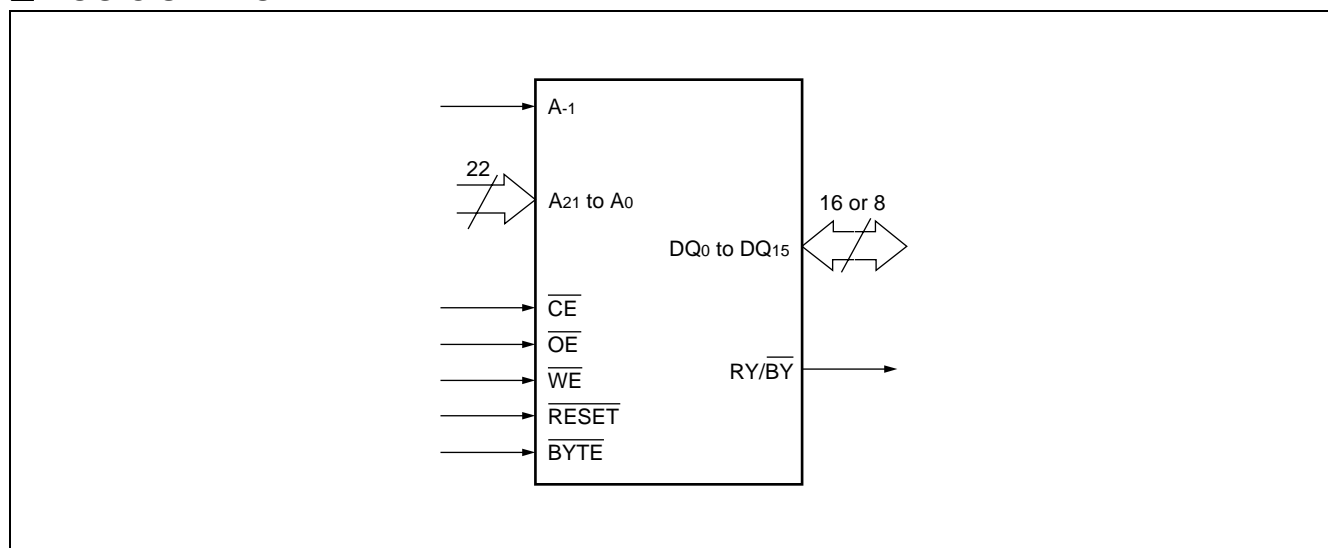 A-1
22
A21 to A0
16 or 8
DQ0 to DQ15
CE
OE
RY/BY
WE
RESET
BYTE